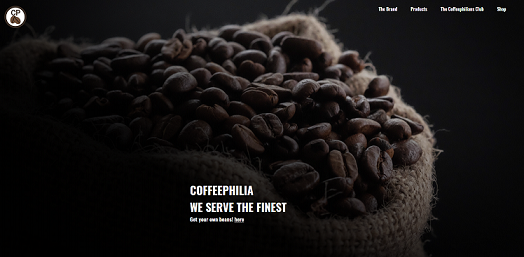 CP
The Brand
Products
The Coffeephilians Club
Shop
COFFEEPHILIA
WE SERVE THE FINEST
Get your own beans! here